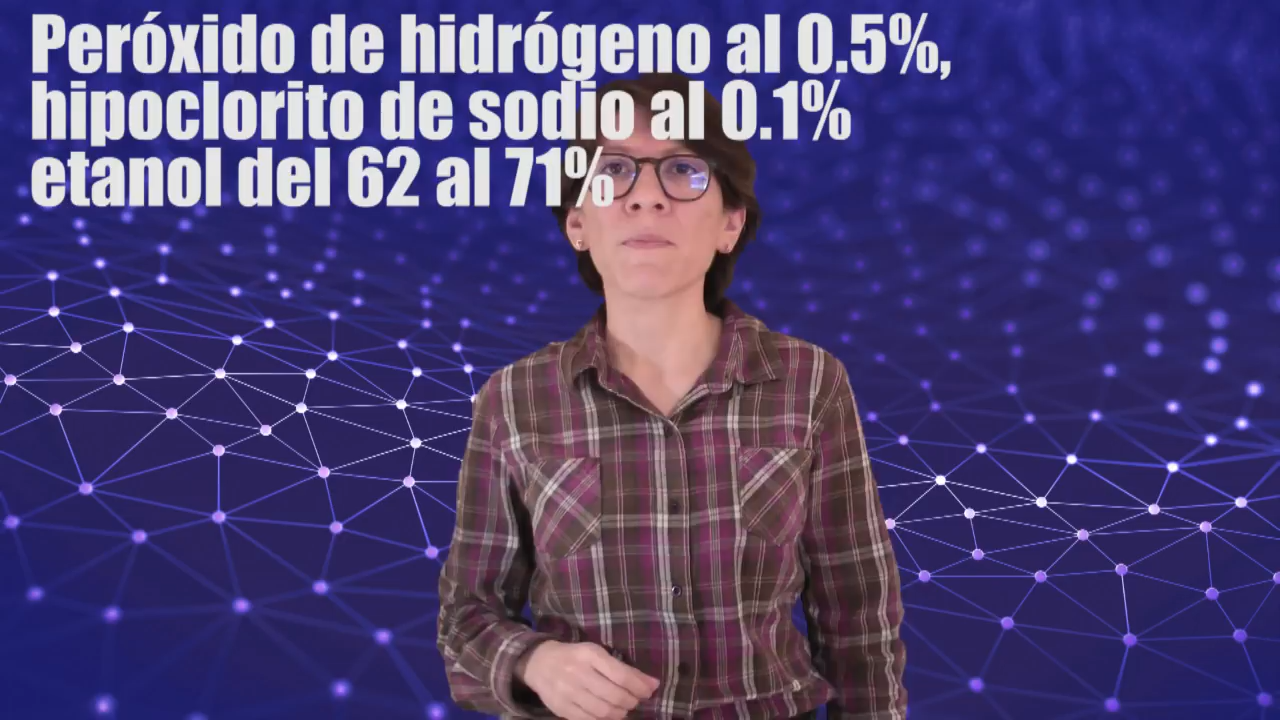 Peróxido de hidrógeno al 0.5%,
hipoclorito de sodio al 0.1%
etanol del 62 al 71%